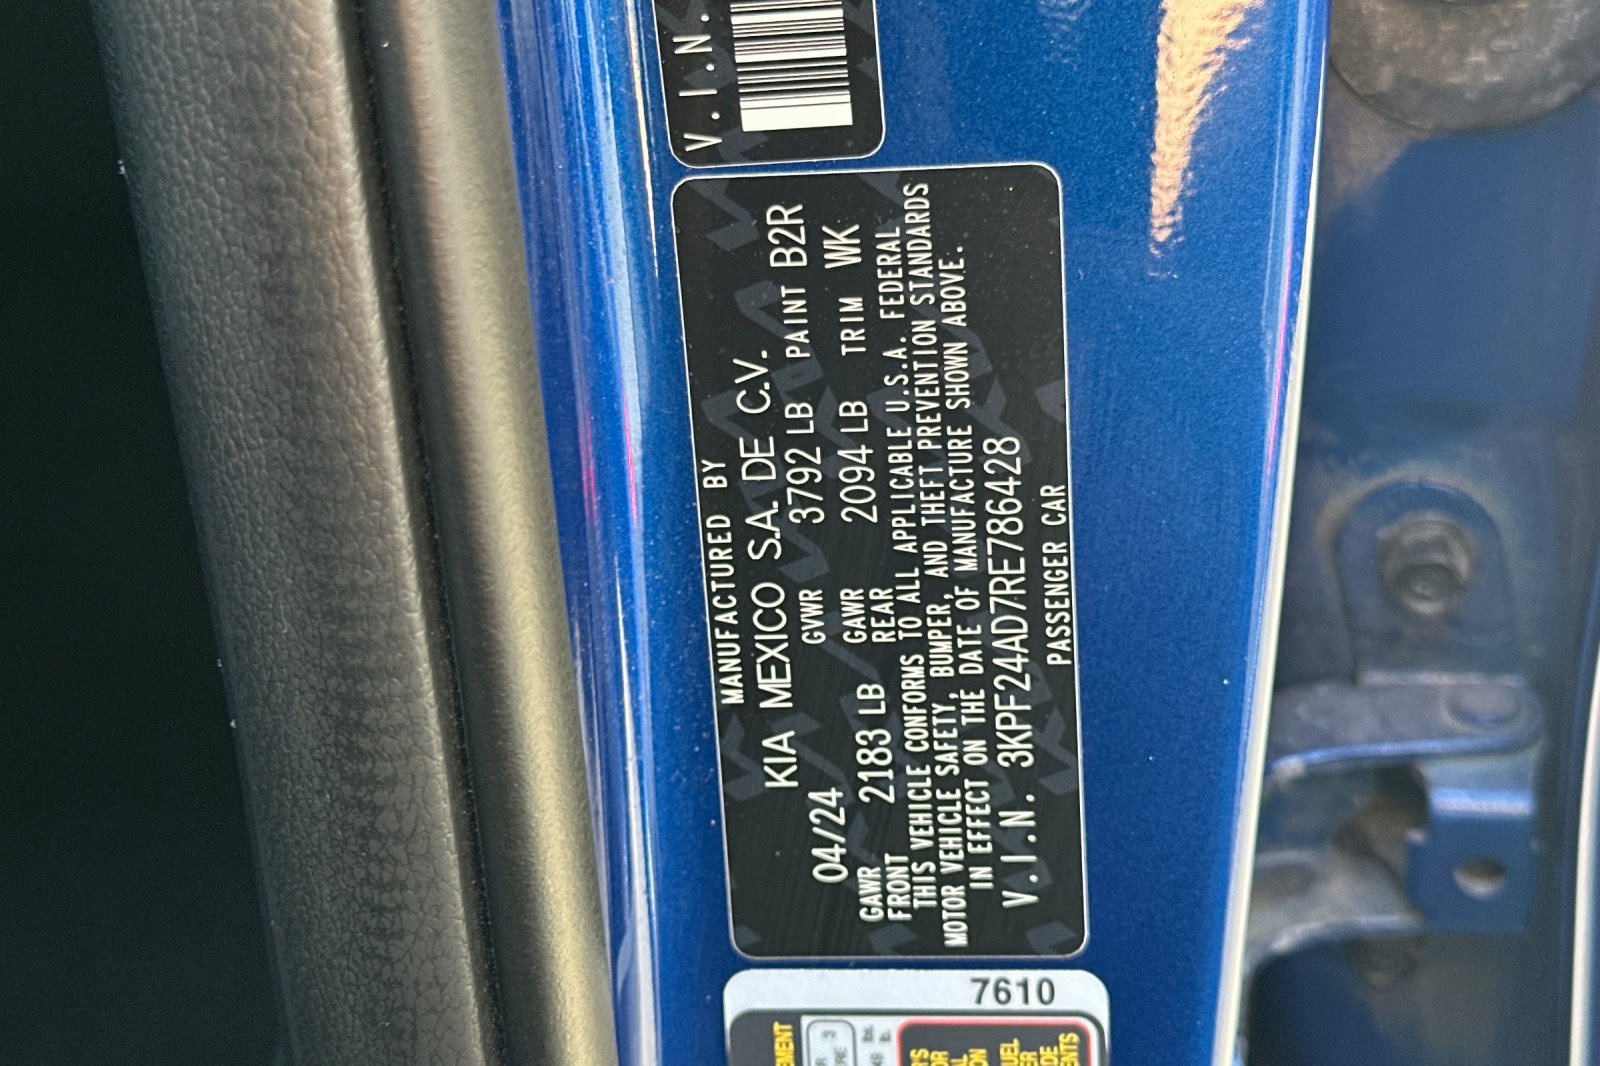 V.I.N.
MANUFACTURED BY
KIA MEXICO S.A. DE C.V.
04/24 GVWR 3792 LB PAINT B2R
GAWR FRONT 2183 LB GAWR REAR 2094 LB TRIM WK
THIS VEHICLE CONFORMS TO ALL APPLICABLE U.S.A. FEDERAL
MOTOR VEHICLE SAFETY, BUMPER, AND THEFT PREVENTION STANDARDS
IN EFFECT ON THE DATE OF MANUFACTURE SHOWN ABOVE.
V.I.N. 3KPF24AD7RE786428
PASSENGER CAR
7610